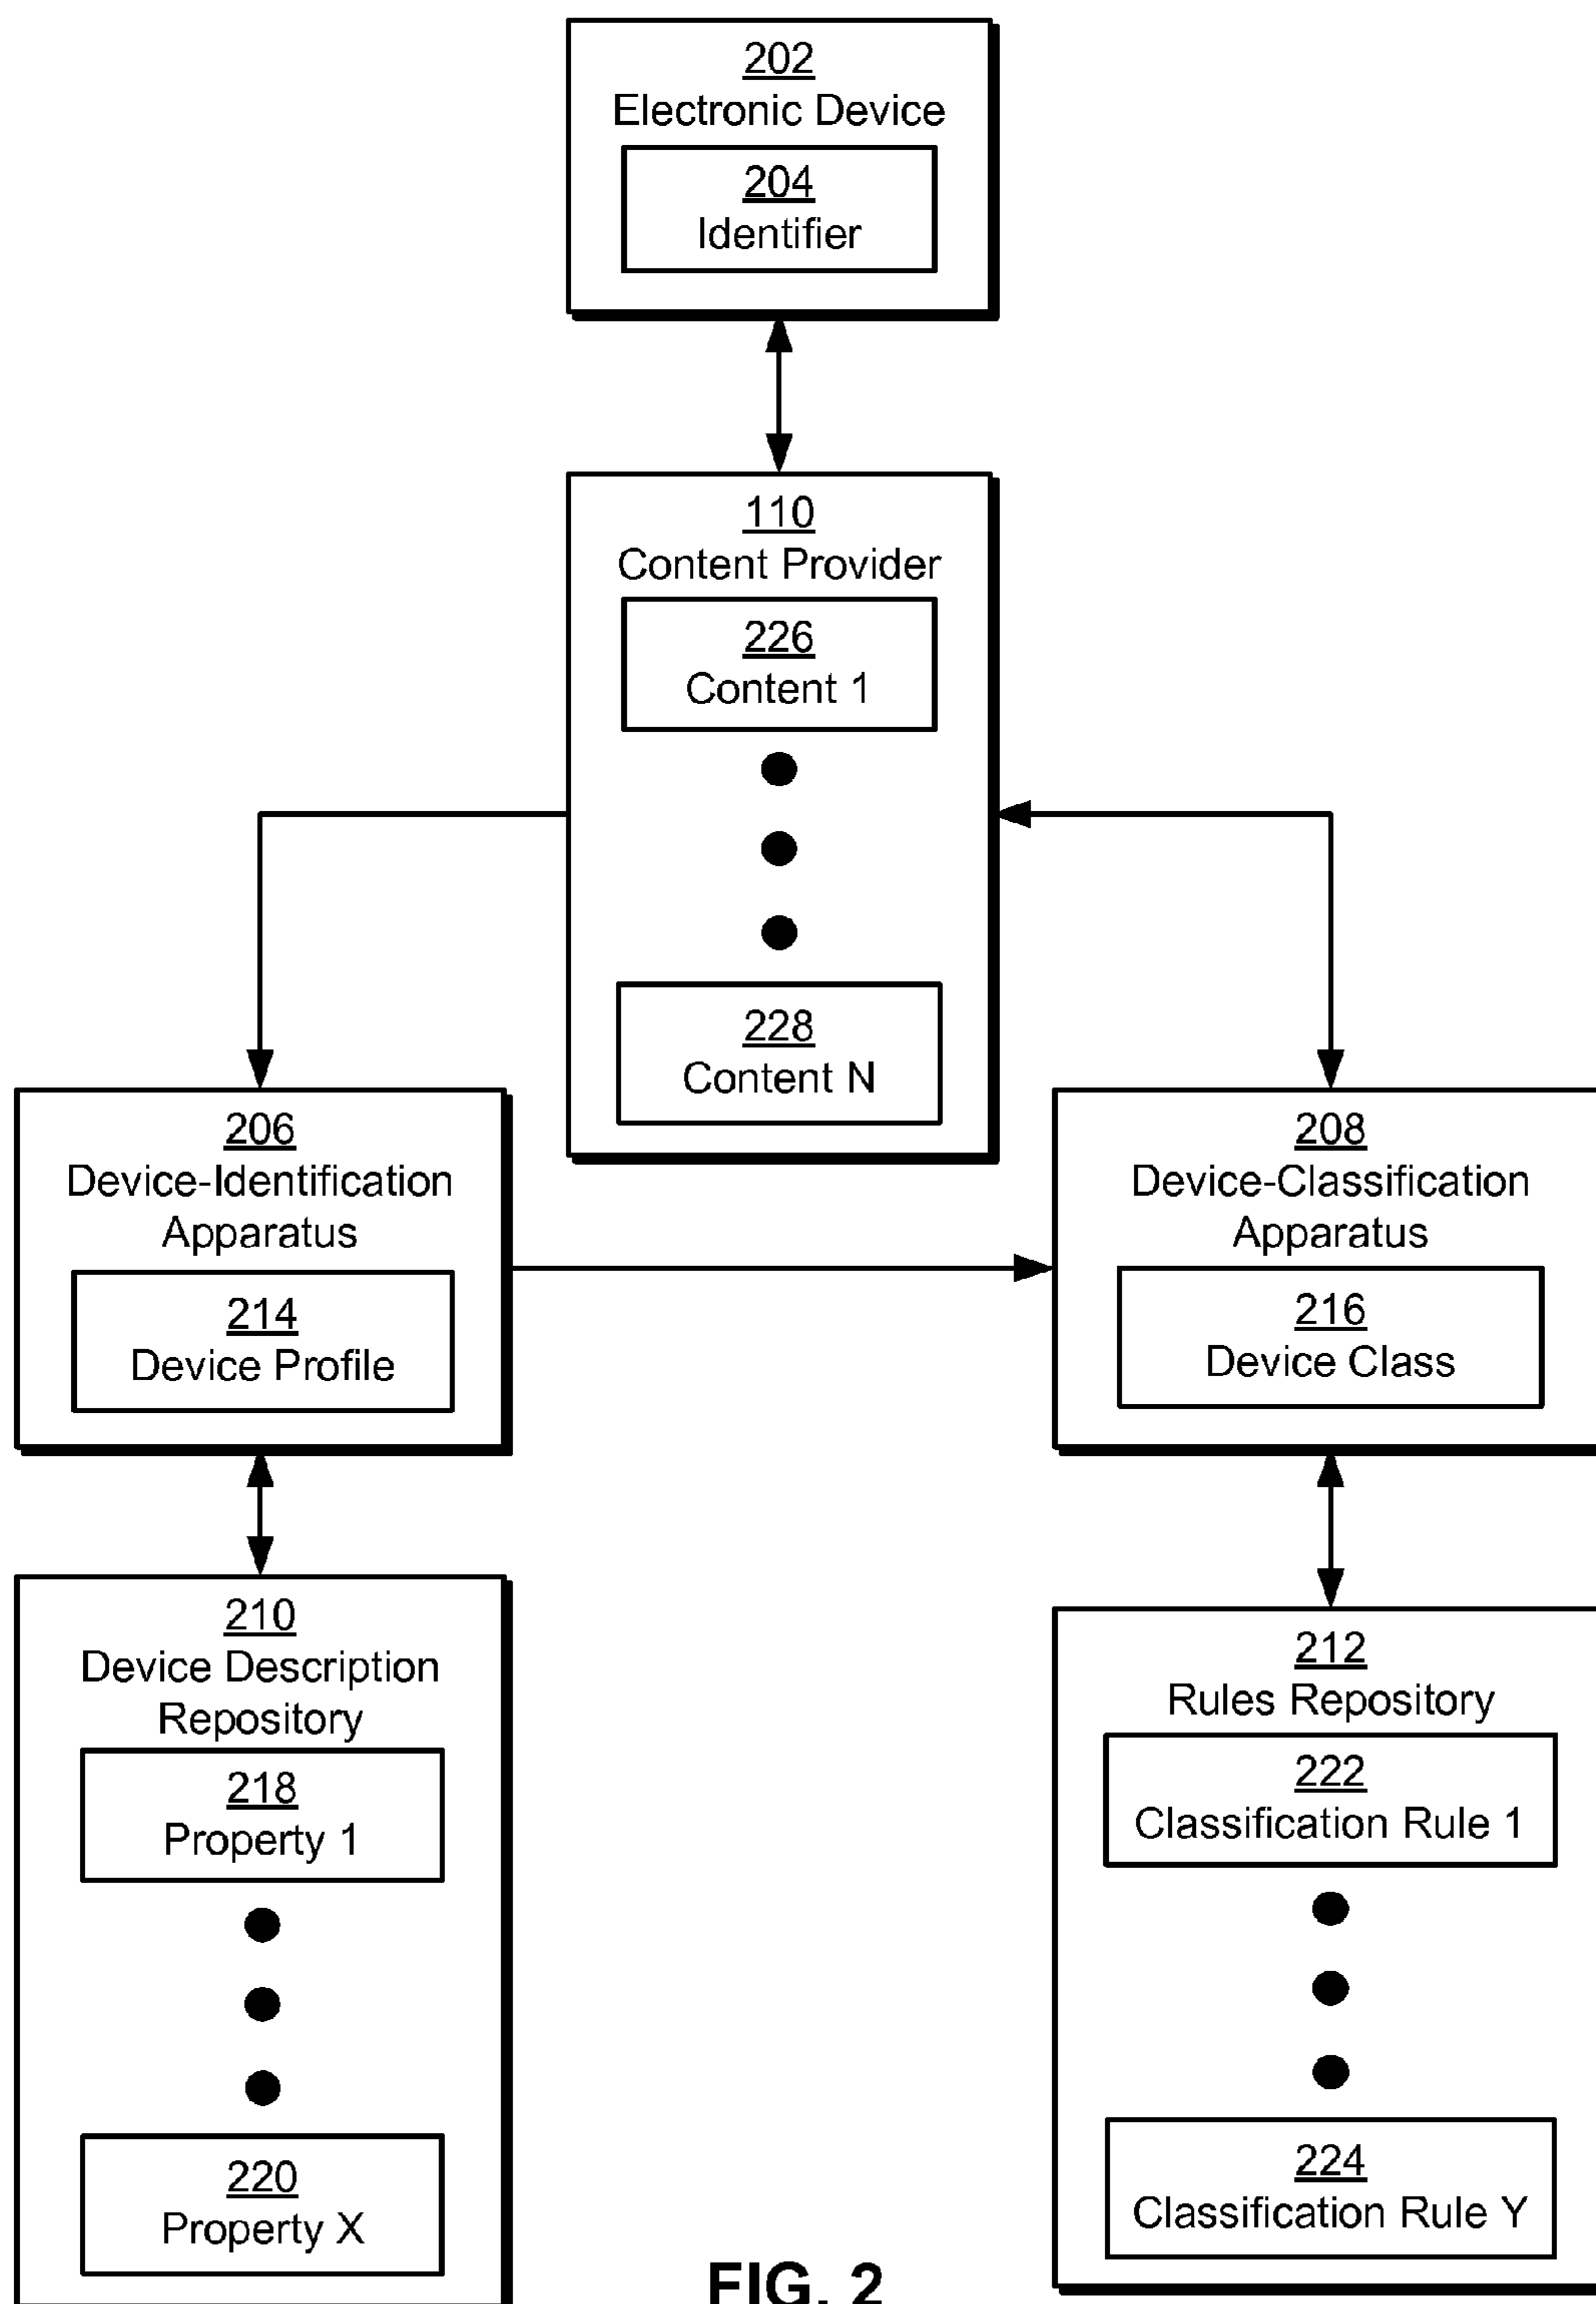 202
Electronic Device
204
Identifier
110
Content Provider
226
Content 1
228
Content N
206
Device-Identification
Apparatus
214
Device Profile
208
Device-Classification
Apparatus
216
Device Class
210
Device Description
Repository
218
Property 1
220
Property X
212
Rules Repository
222
Classification Rule 1
224
Classification Rule Y
FIG. 2